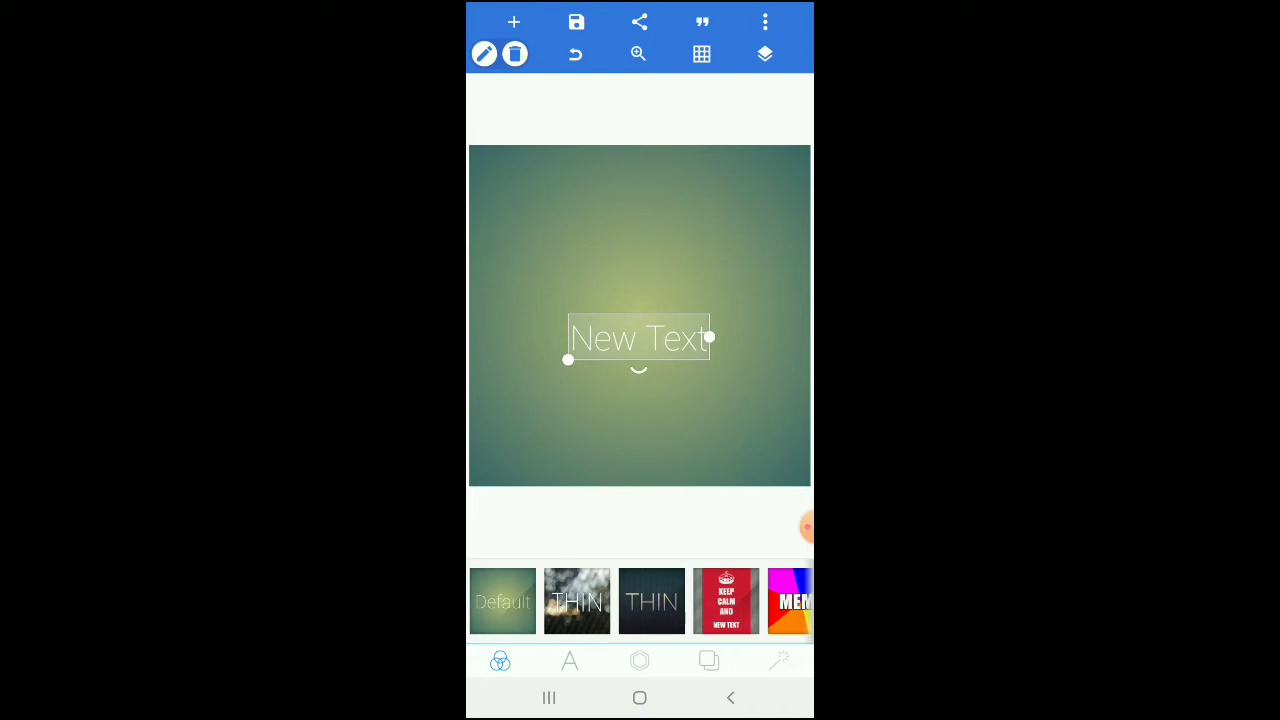 New Text
Default
THIN
THIN
KEEP
CALM
AND
NEW TEXT
MEM